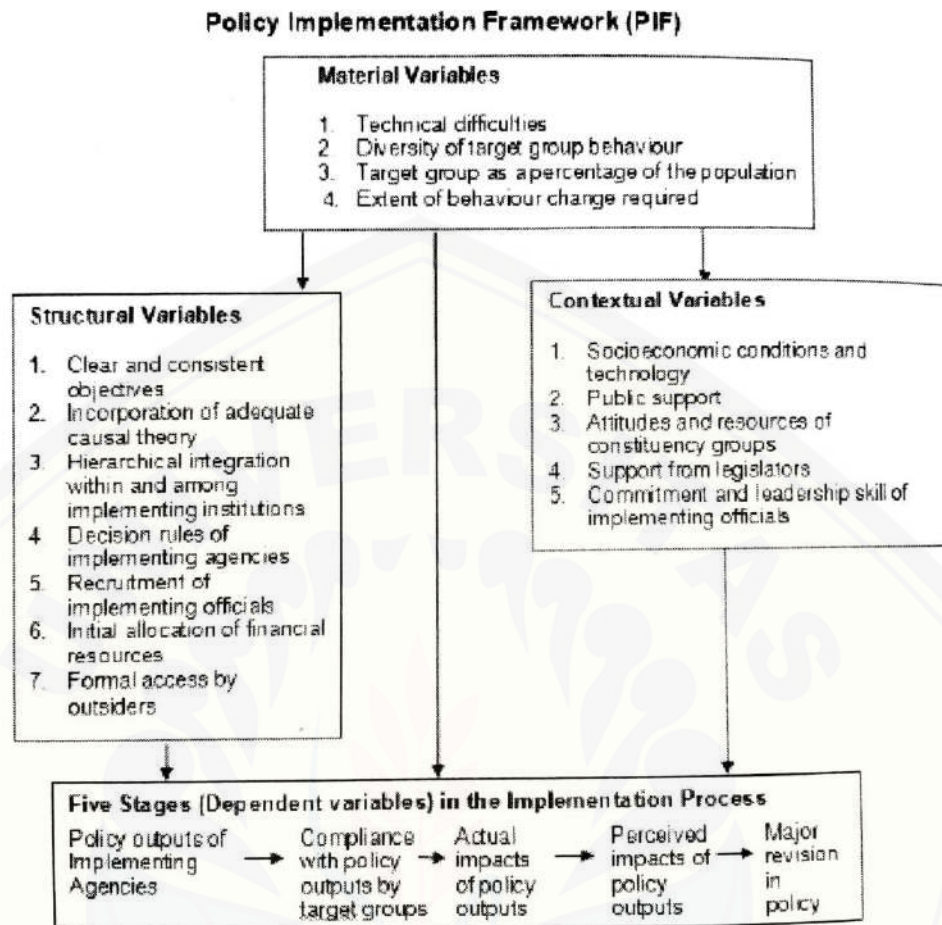 Policy Implementation Framework (PIF)
Material Variables
1. Technical difficulties
2. Diversity of target group behaviour
3. Target group as a percentage of the population
4. Extent of behaviour change required
Structural Variables
1. Clear and consistent
objectives
2. Incorporation of adequate
causal theory
3. Hierarchical integration
within and among
implementing institutions
4. Decision rules of
implementing agencies
5. Recruitment of
implementing officials
6. Initial allocation of financial
resources
7. Formal access by
outsiders
Contextual Variables
1. Socioeconomic conditions and
technology
2. Public support
3. Attitudes and resources of
constituency groups
4. Support from legislators
5. Commitment and leadership skill of
implementing officials
Five Stages (Dependent variables) in the Implementation Process
Policy outputs of
Implementing
Agencies
Compliance
with policy
outputs by
target groups
Actual
impacts
of policy
outputs
Perceived
impacts of
policy
outputs
Major
revision
in
policy
UNIVERSITAS